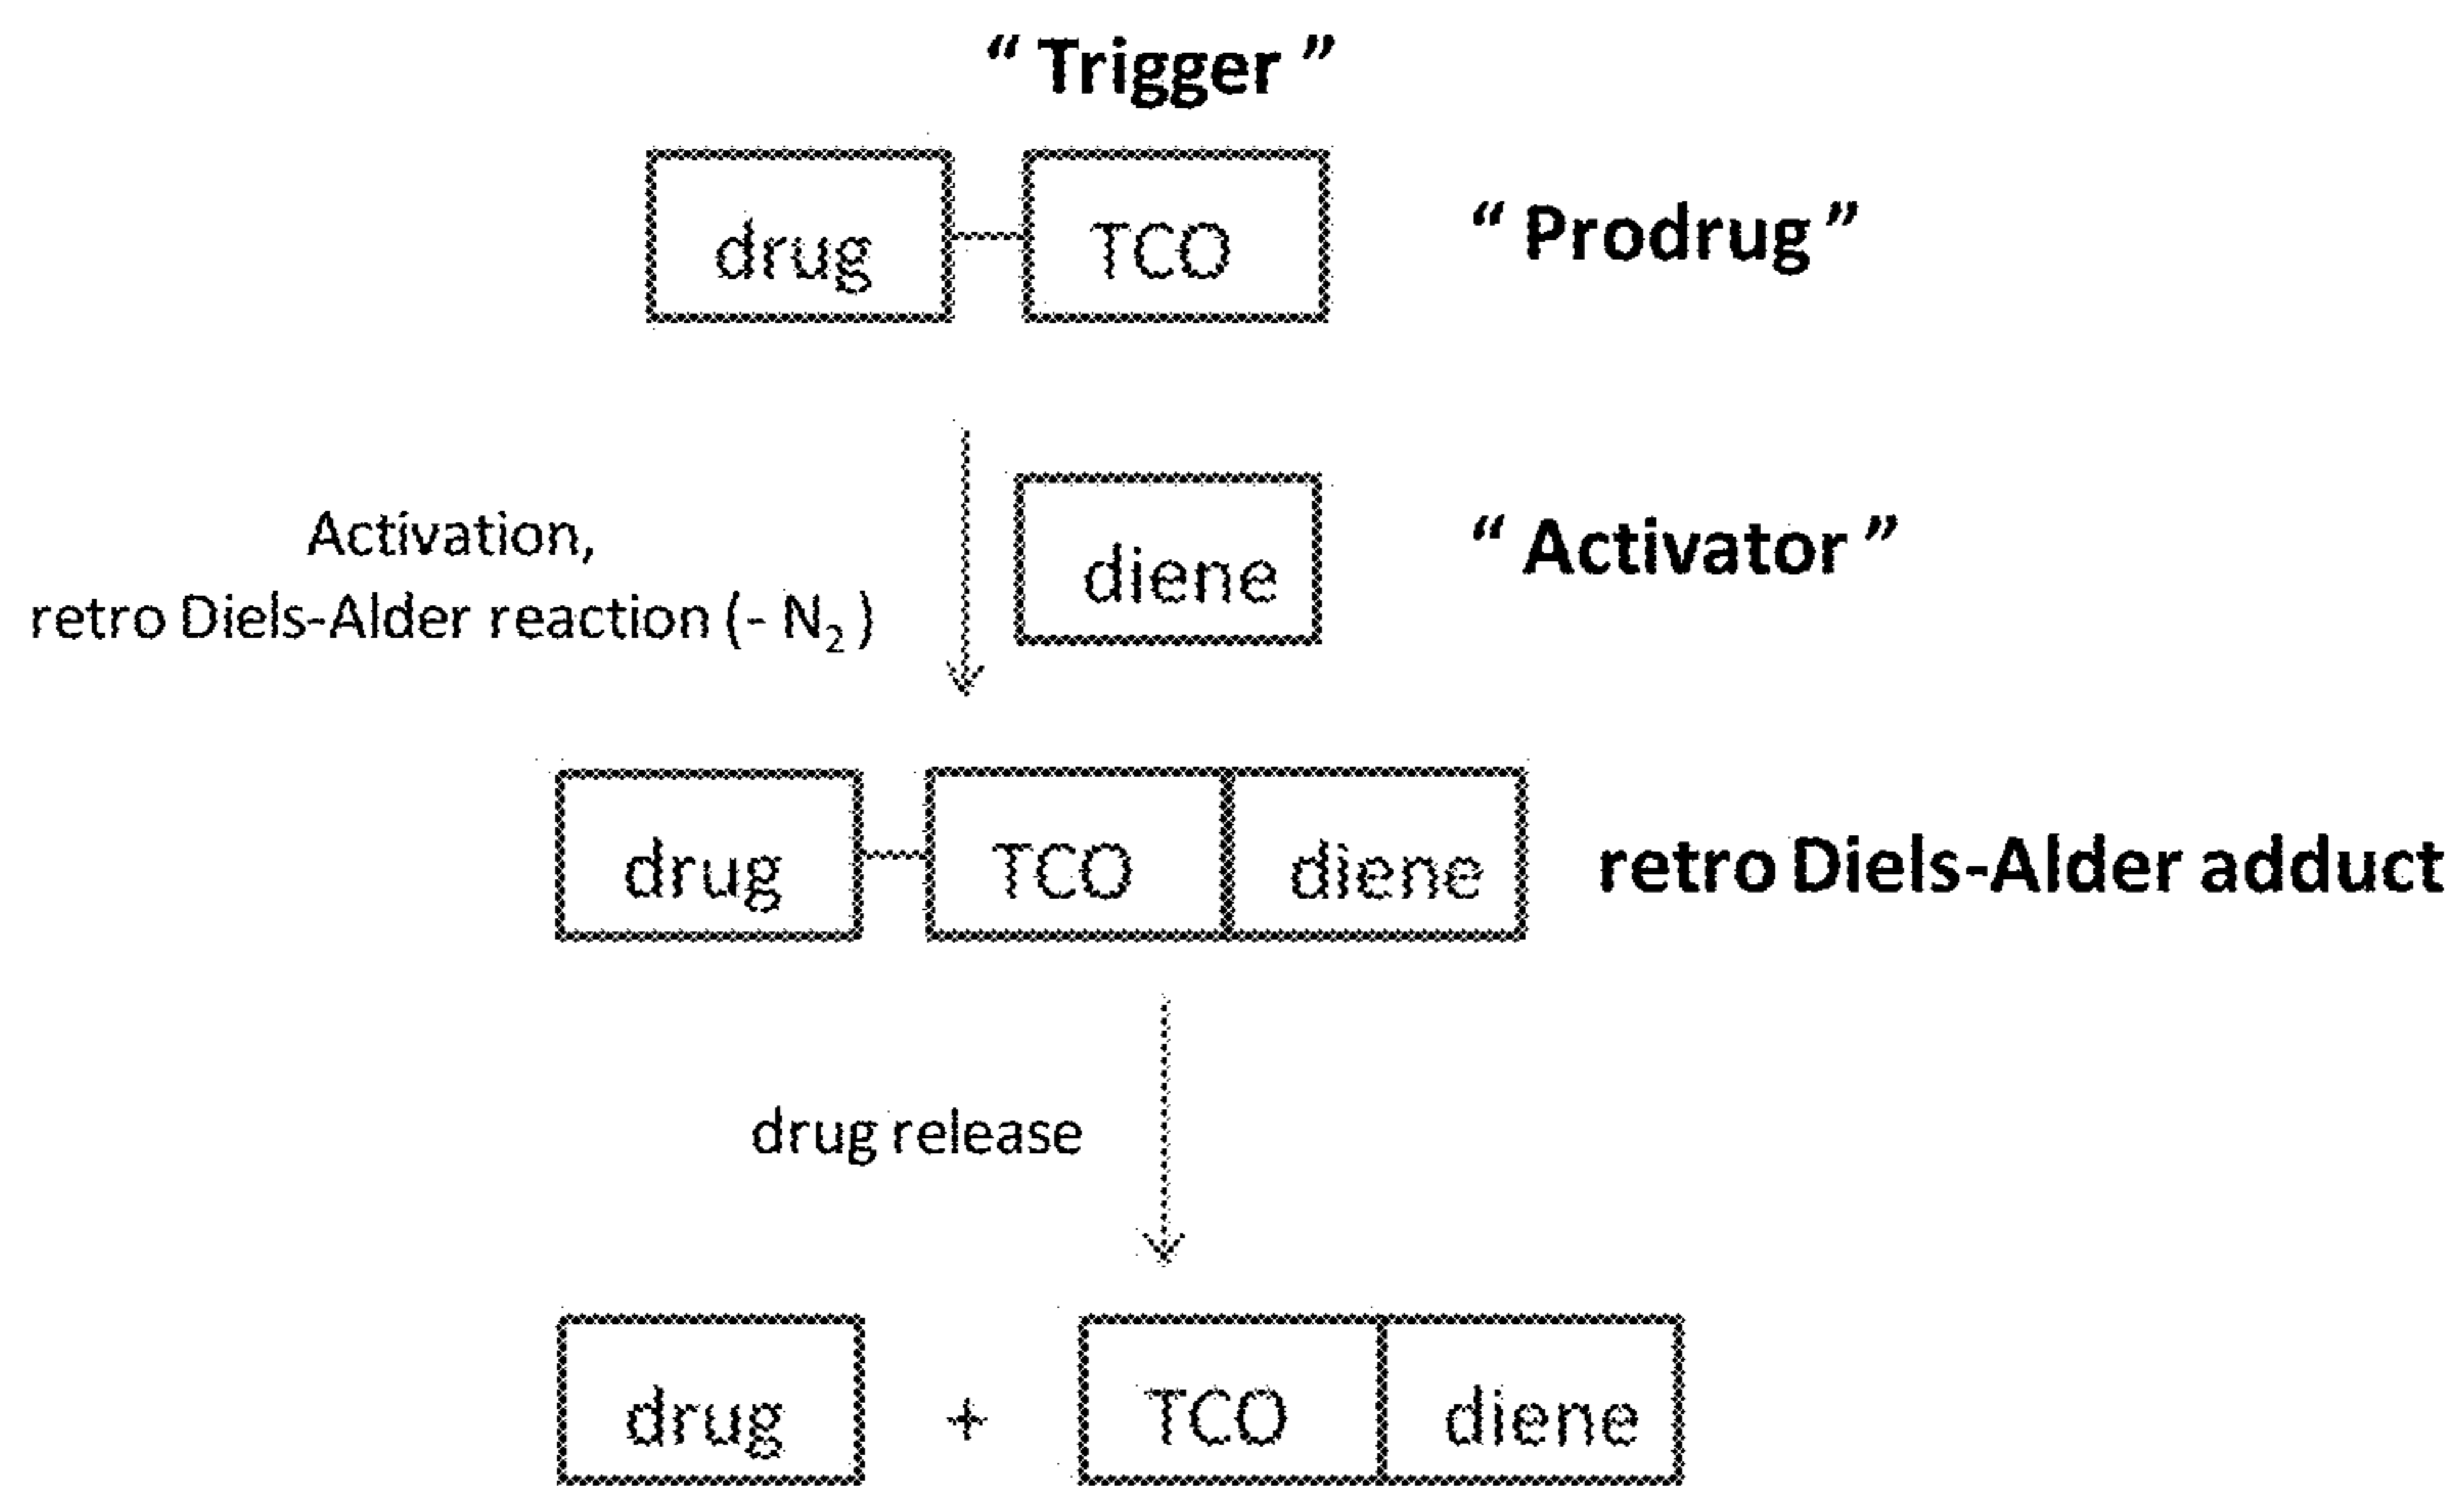 “ Trigger ”
drug TCO “ Prodrug ”
Activation,
retro Diels-Alder reaction (- N₂ )
diene “ Activator ”
drug TCO diene retro Diels-Alder adduct
drug release
drug + TCO diene